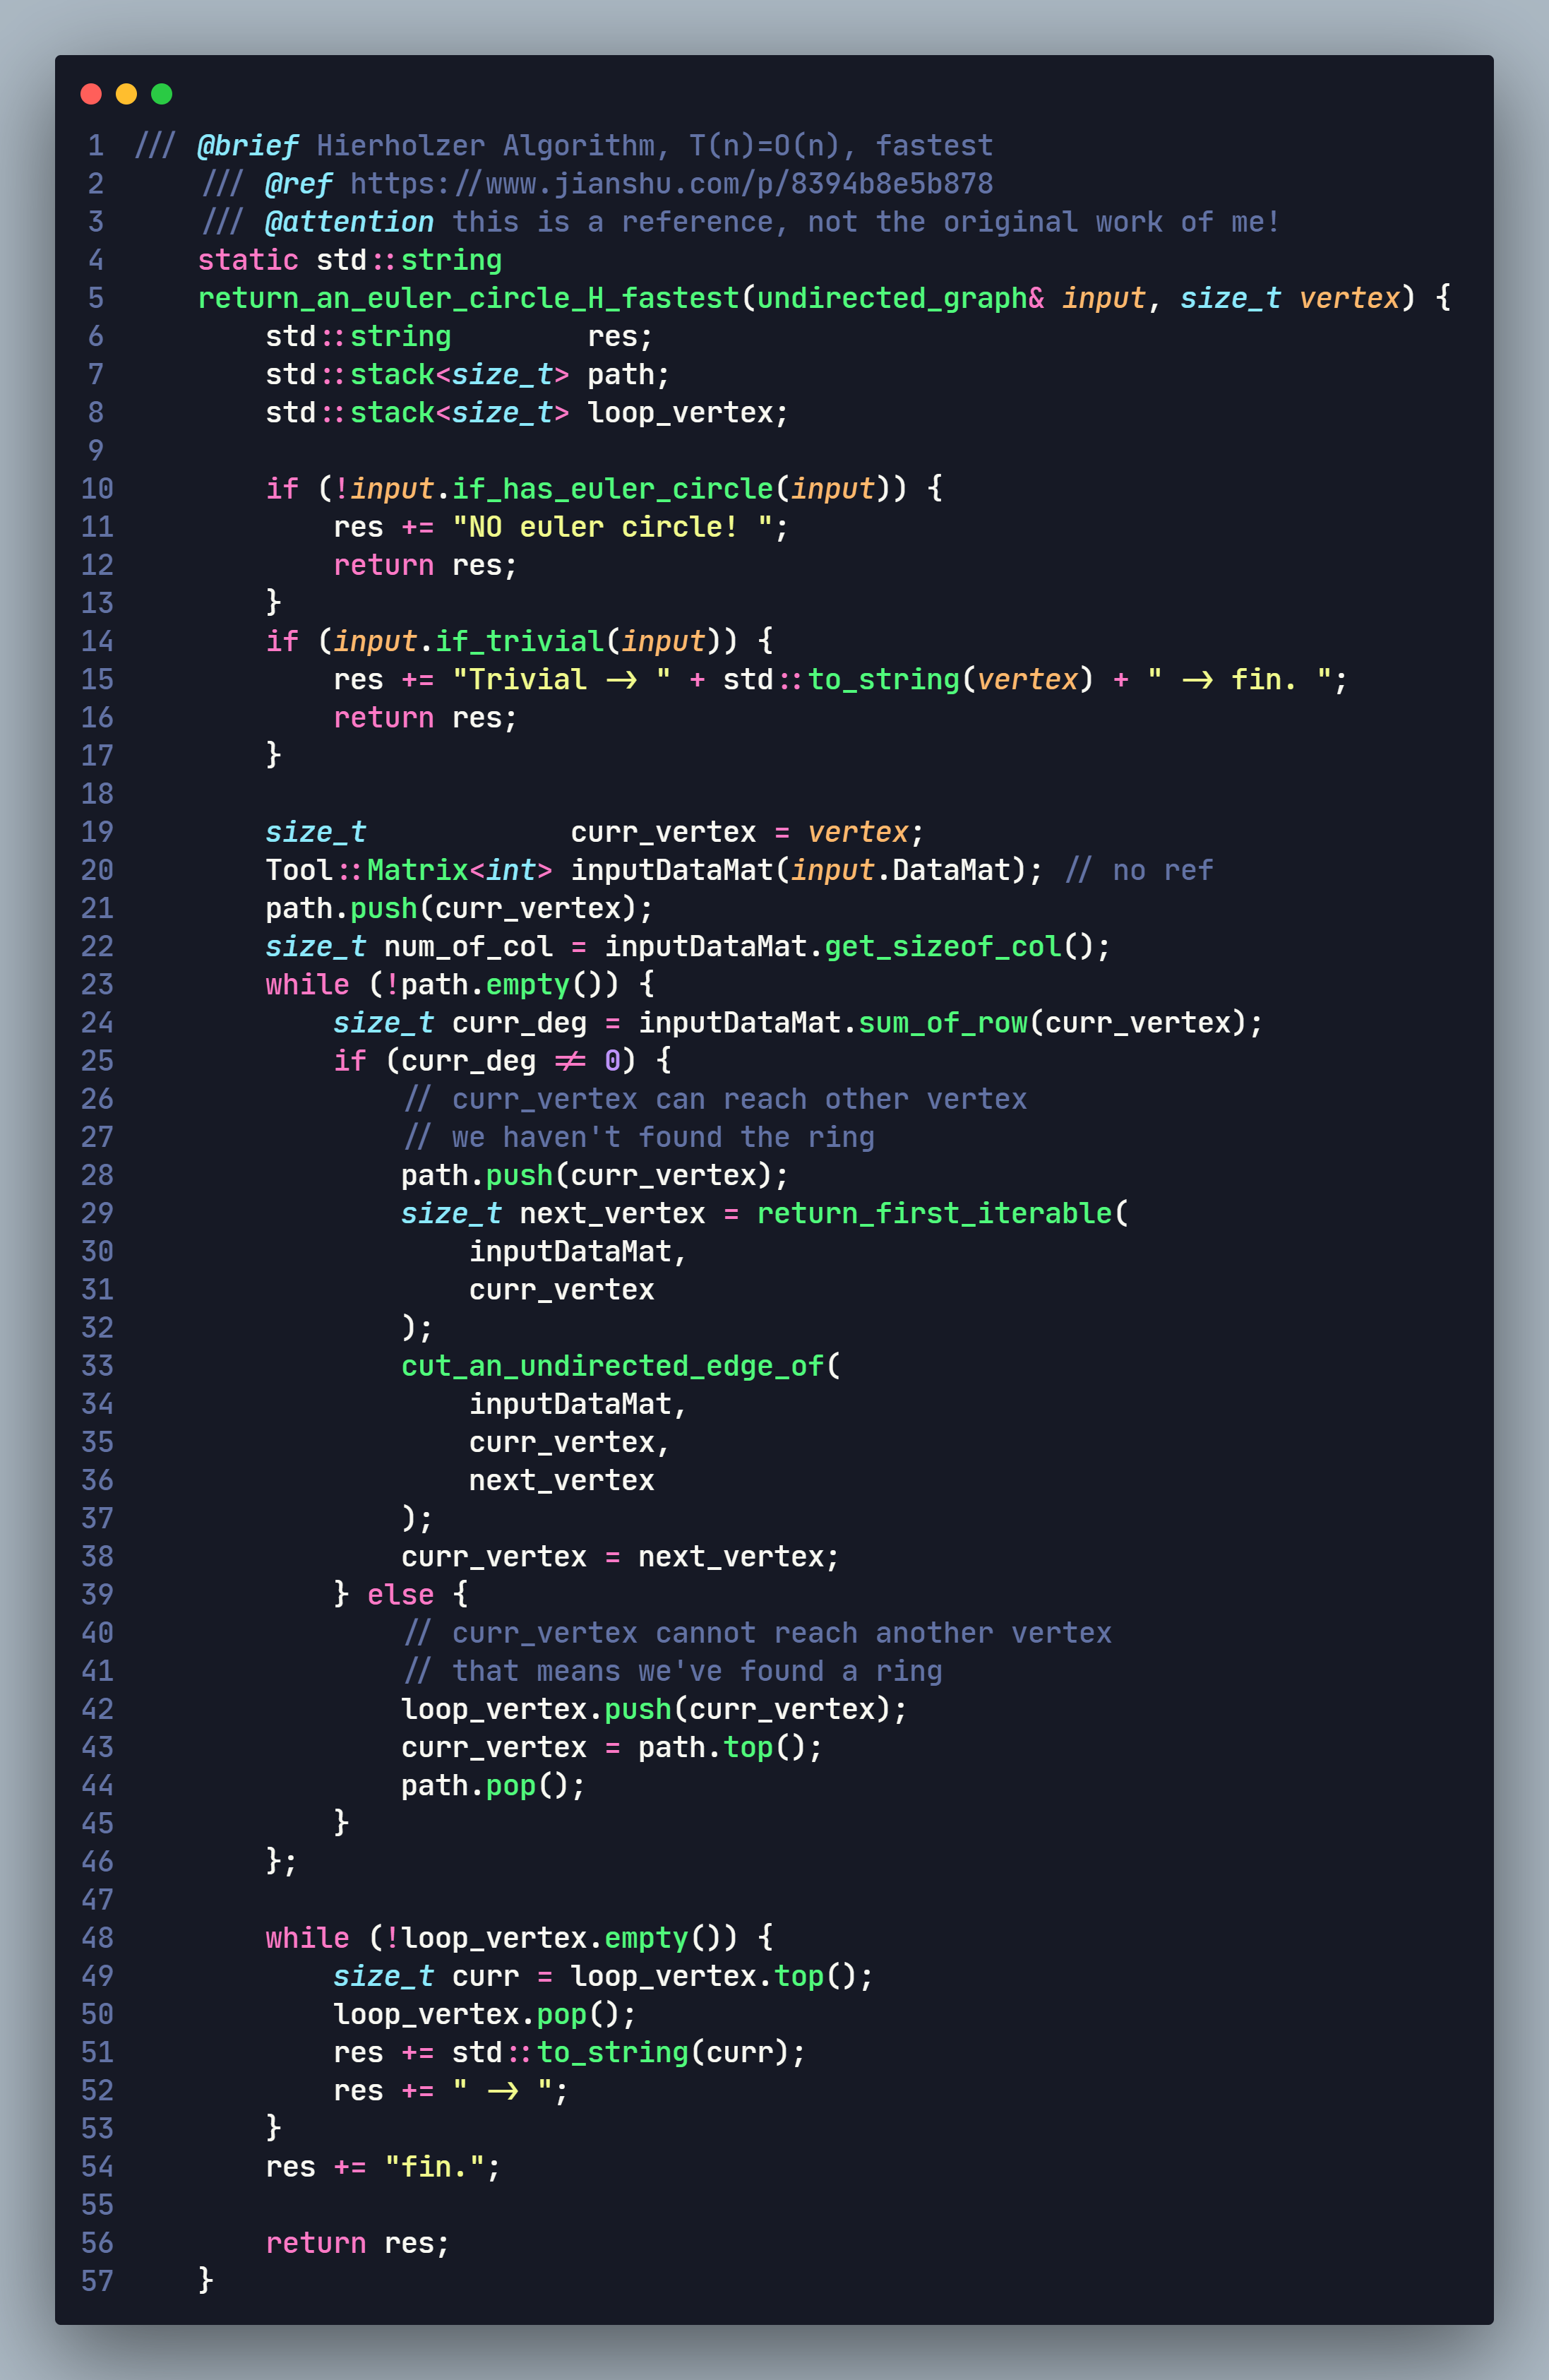 1 /// @brief Hierholzer Algorithm, T(n)=O(n), fastest
2     /// @ref https://www.jianshu.com/p/8394b8e5b878
3     /// @attention this is a reference, not the original work of me!
4     static std::string
5     return_an_euler_circle_H_fastest(undirected_graph& input, size_t vertex) {
6         std::string        res;
7         std::stack<size_t> path;
8         std::stack<size_t> loop_vertex;
9
10         if (!input.if_has_euler_circle(input)) {
11             res += "NO euler circle! ";
12             return res;
13         }
14         if (input.if_trivial(input)) {
15             res += "Trivial -> " + std::to_string(vertex) + " -> fin. ";
16             return res;
17         }
18
19         size_t            curr_vertex = vertex;
20         Tool::Matrix<int> inputDataMat(input.DataMat); // no ref
21         path.push(curr_vertex);
22         size_t num_of_col = inputDataMat.get_sizeof_col();
23         while (!path.empty()) {
24             size_t curr_deg = inputDataMat.sum_of_row(curr_vertex);
25             if (curr_deg != 0) {
26                 // curr_vertex can reach other vertex
27                 // we haven't found the ring
28                 path.push(curr_vertex);
29                 size_t next_vertex = return_first_iterable(
30                     inputDataMat,
31                     curr_vertex
32                 );
33                 cut_an_undirected_edge_of(
34                     inputDataMat,
35                     curr_vertex,
36                     next_vertex
37                 );
38                 curr_vertex = next_vertex;
39             } else {
40                 // curr_vertex cannot reach another vertex
41                 // that means we've found a ring
42                 loop_vertex.push(curr_vertex);
43                 curr_vertex = path.top();
44                 path.pop();
45             }
46         };
47
48         while (!loop_vertex.empty()) {
49             size_t curr = loop_vertex.top();
50             loop_vertex.pop();
51             res += std::to_string(curr);
52             res += " -> ";
53         }
54         res += "fin.";
55
56         return res;
57     }